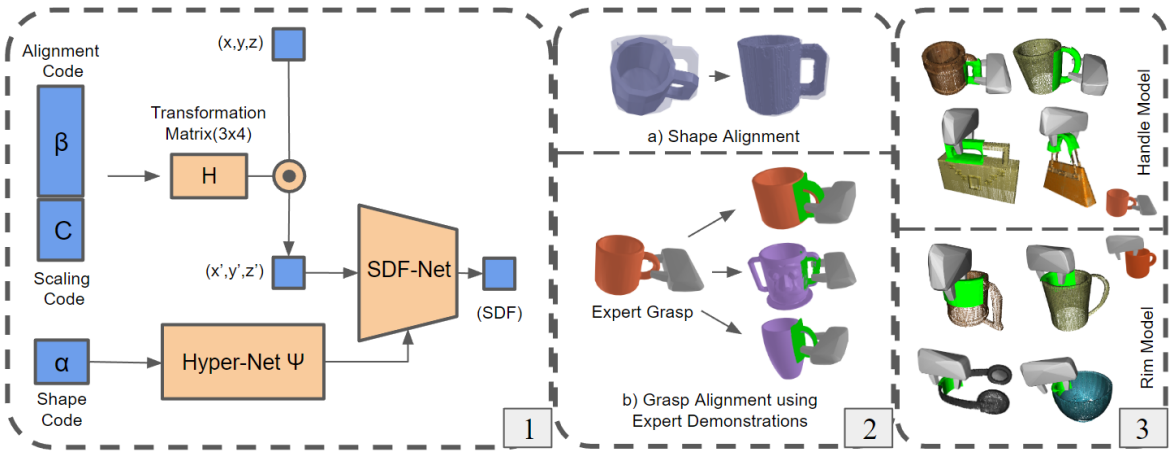 Alignment
Code
β
C
Scaling
Code
(x,y,z)
Transformation
Matrix(3x4)
H
(x',y',z')
SDF-Net
(SDF)
α
Shape
Code
Hyper-Net Ψ
1
a) Shape Alignment
Expert Grasp
b) Grasp Alignment using
Expert Demonstrations
2
Handle Model
Rim Model
3